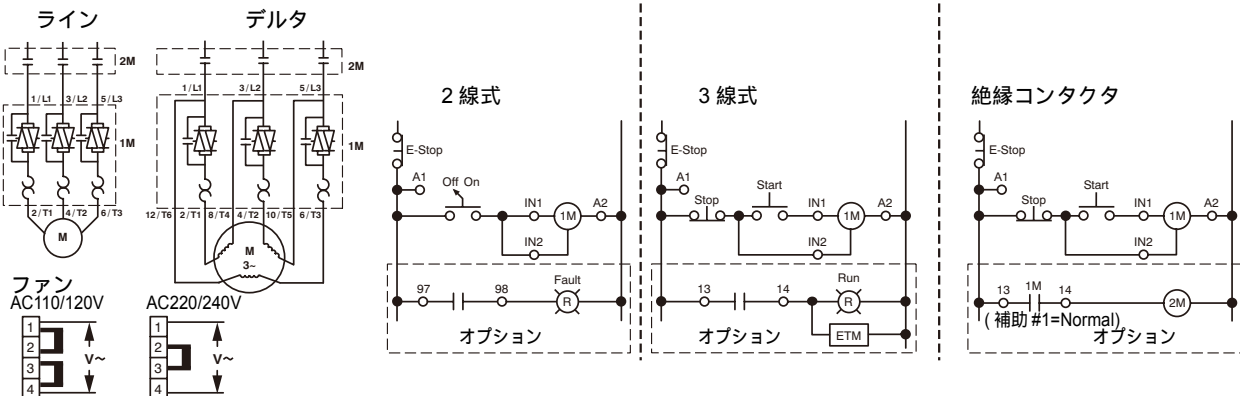 ライン
2M
1/L1 3/L2 5/L3
1M
2/T1 4/T2 6/T3
M
デルタ
2M
1/L1 3/L2 5/L3
1M
12/T6 2/T1 8/T4 4/T2 10/T5 6/T3
M
3~
ファン
AC110/120V
1
2
3
4
V~
AC220/240V
1
2
3
4
V~
2 線式
E-Stop
A1
Off On
IN1
1M
A2
IN2
97
98
Fault
R
オプション
3 線式
E-Stop
A1
Stop
Start
IN1
1M
A2
IN2
13
14
Run
R
ETM
オプション
絶縁コンタクタ
E-Stop
A1
Stop
Start
IN1
1M
A2
IN2
13
1M
14
2M
(補助 #1=Normal)
オプション